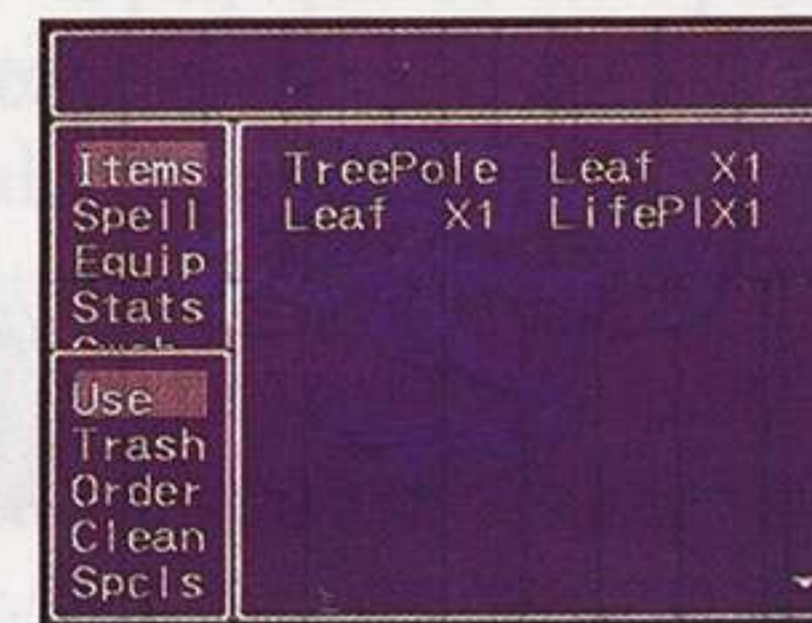 Items
Spell
Equip
Stats
Use
Trash
Order
Clean
Spcls
TreePole Leaf X1
Leaf X1 LifePlX1